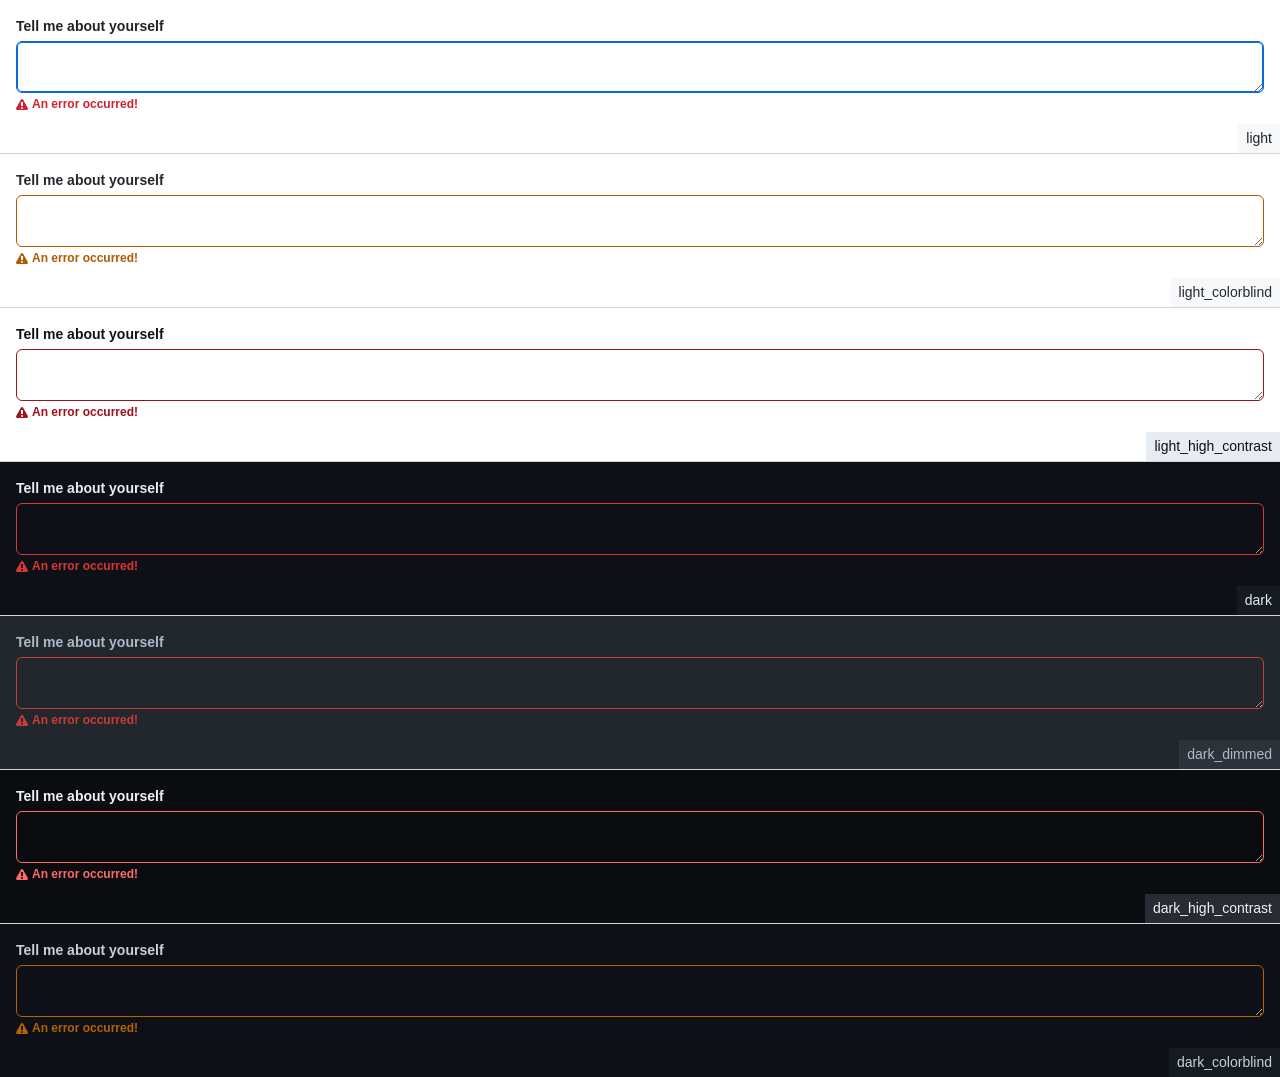 Tell me about yourself
An error occurred!
light
Tell me about yourself
An error occurred!
light_colorblind
Tell me about yourself
An error occurred!
light_high_contrast
Tell me about yourself
An error occurred!
dark
Tell me about yourself
An error occurred!
dark_dimmed
Tell me about yourself
An error occurred!
dark_high_contrast
Tell me about yourself
An error occurred!
dark_colorblind